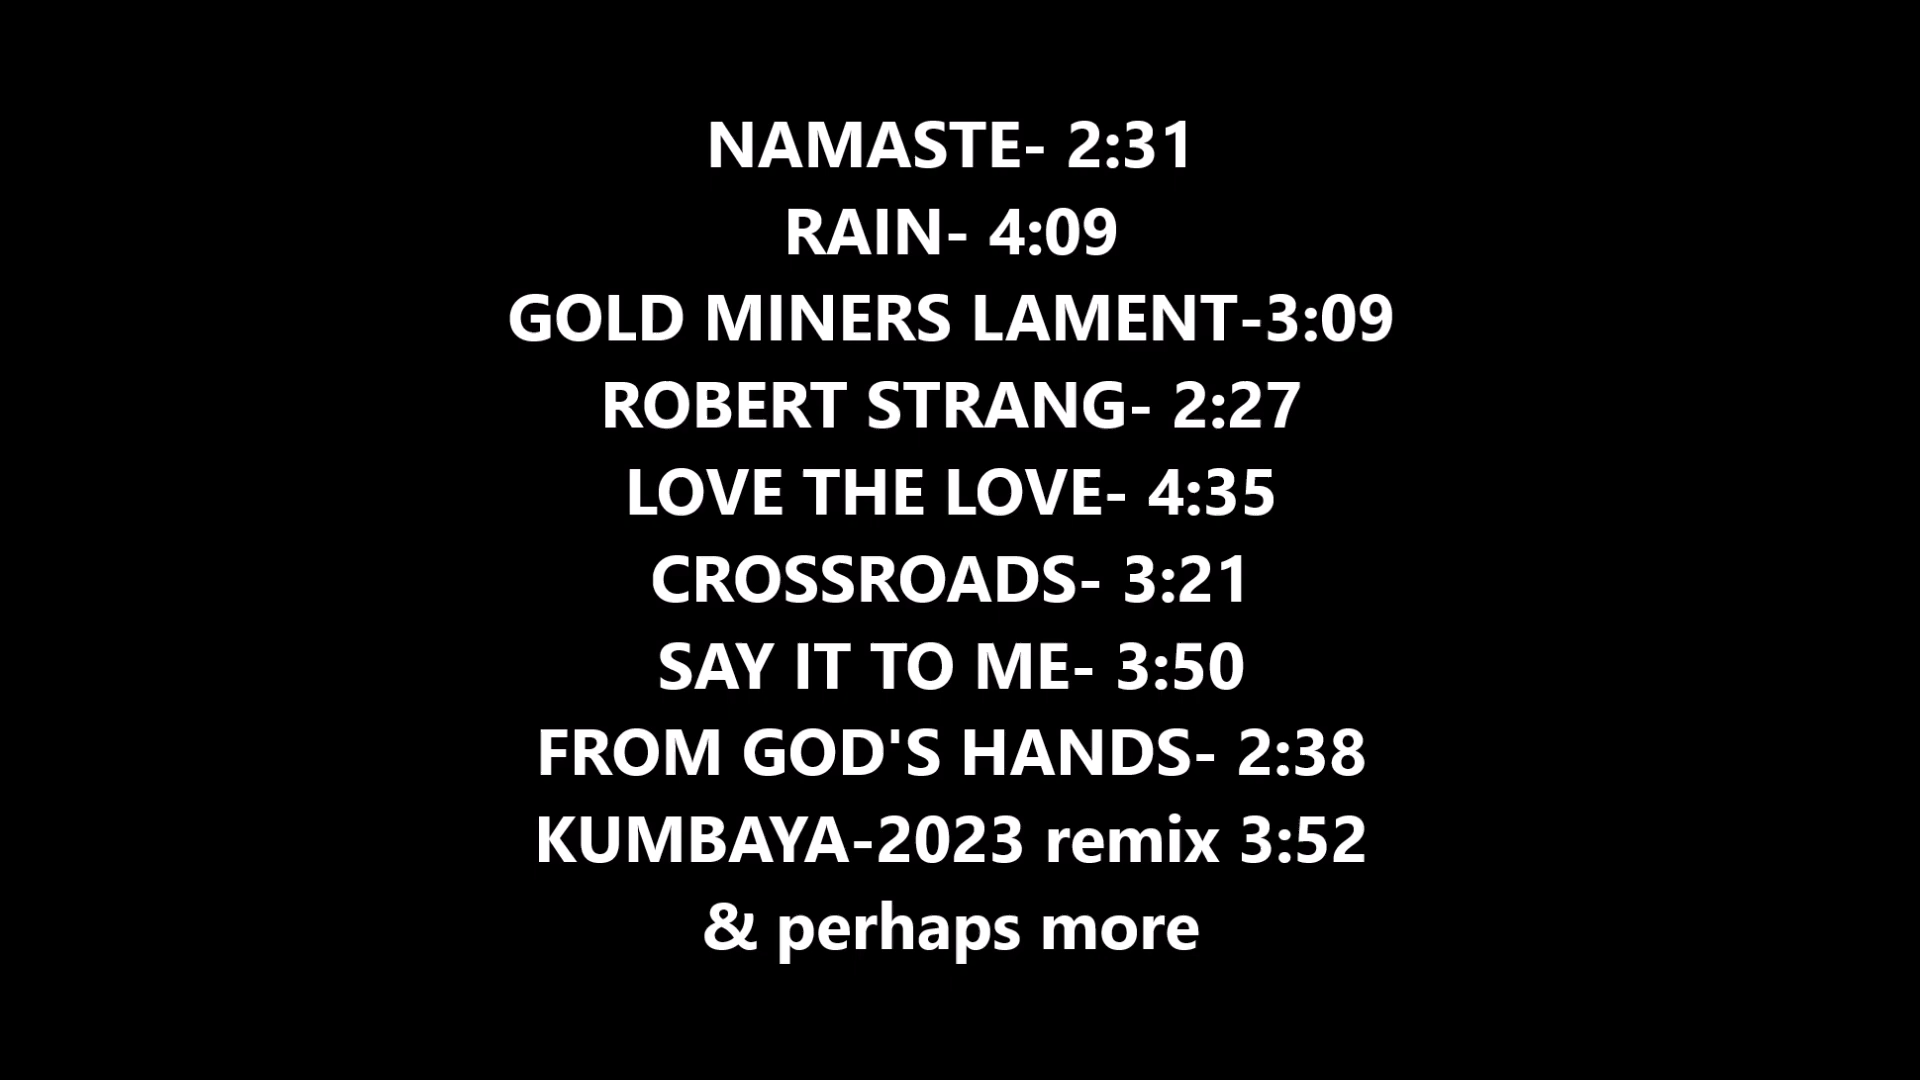 NAMASTE- 2:31
RAIN- 4:09
GOLD MINERS LAMENT-3:09
ROBERT STRANG- 2:27
LOVE THE LOVE- 4:35
CROSSROADS- 3:21
SAY IT TO ME- 3:50
FROM GOD'S HANDS- 2:38
KUMBAYA-2023 remix 3:52
& perhaps more